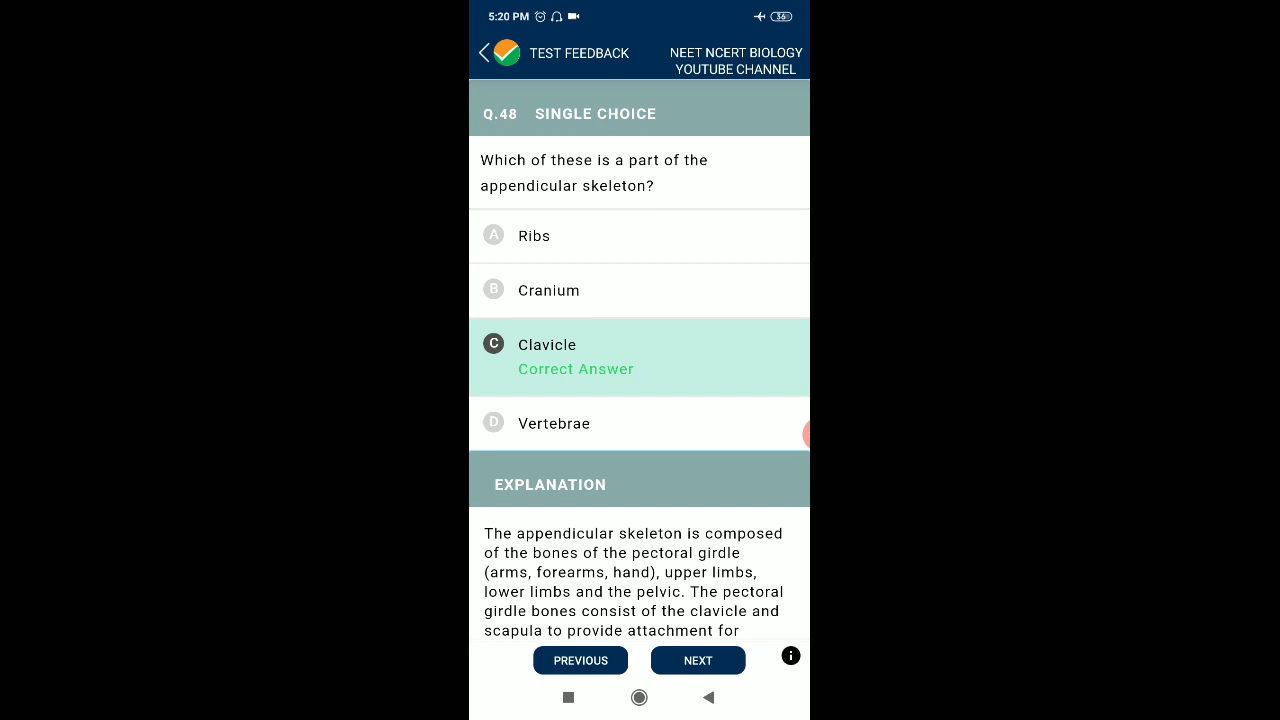 5:20 PM 36
TEST FEEDBACK
NEET NCERT BIOLOGY
YOUTUBE CHANNEL
Q.48 SINGLE CHOICE
Which of these is a part of the
appendicular skeleton?
A Ribs
B Cranium
C Clavicle
Correct Answer
D Vertebrae
EXPLANATION
The appendicular skeleton is composed
of the bones of the pectoral girdle
(arms, forearms, hand), upper limbs,
lower limbs and the pelvic. The pectoral
girdle bones consist of the clavicle and
scapula to provide attachment for
PREVIOUS NEXT